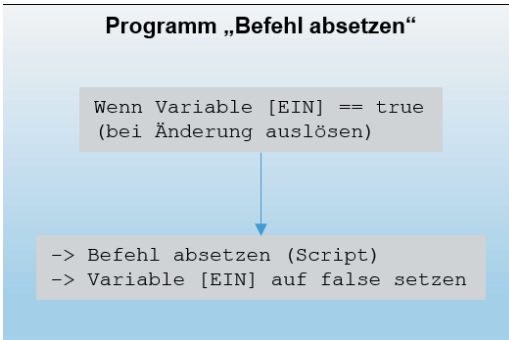 Programm „Befehl absetzen“
Wenn Variable [EIN] == true
(bei Änderung auslösen)
-> Befehl absetzen (Script)
-> Variable [EIN] auf false setzen